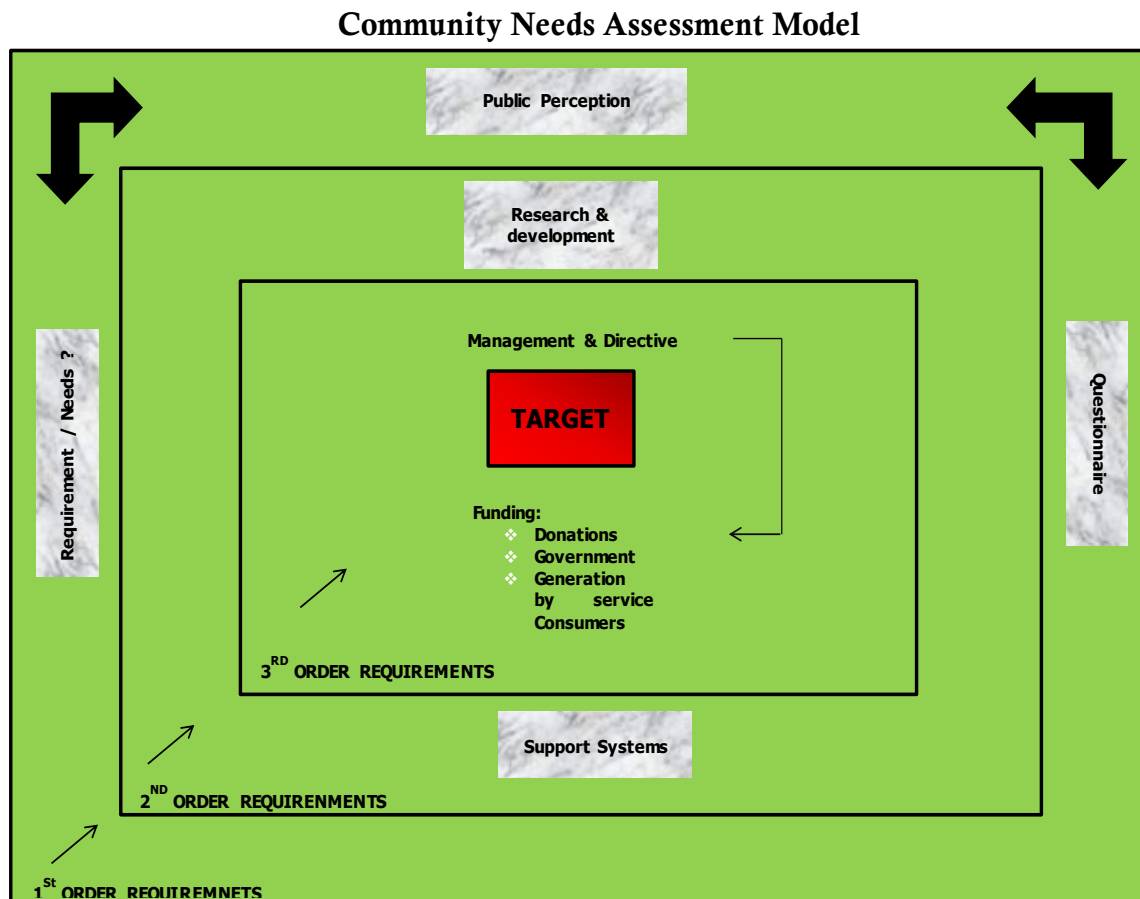 Community Needs Assessment Model
Public Perception
Research &
development
Requirement / Needs ?
Questionnaire
Management & Directive
TARGET
Funding:
❖ Donations
❖ Government
❖ Generation
by service
Consumers
3RD ORDER REQUIREMENTS
Support Systems
2ND ORDER REQUIRENMENTS
1St ORDER REQUIREMNETS